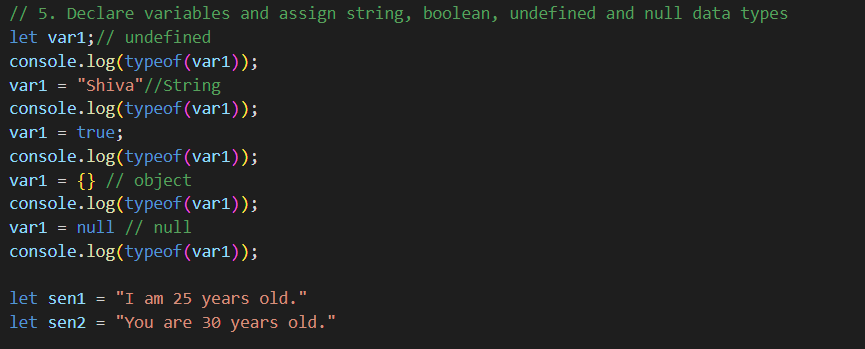 // 5. Declare variables and assign string, boolean, undefined and null data types
let var1;// undefined
console.log(typeof(var1));
var1 = "Shiva"//String
console.log(typeof(var1));
var1 = true;
console.log(typeof(var1));
var1 = {} // object
console.log(typeof(var1));
var1 = null // null
console.log(typeof(var1));
let sen1 = "I am 25 years old."
let sen2 = "You are 30 years old."